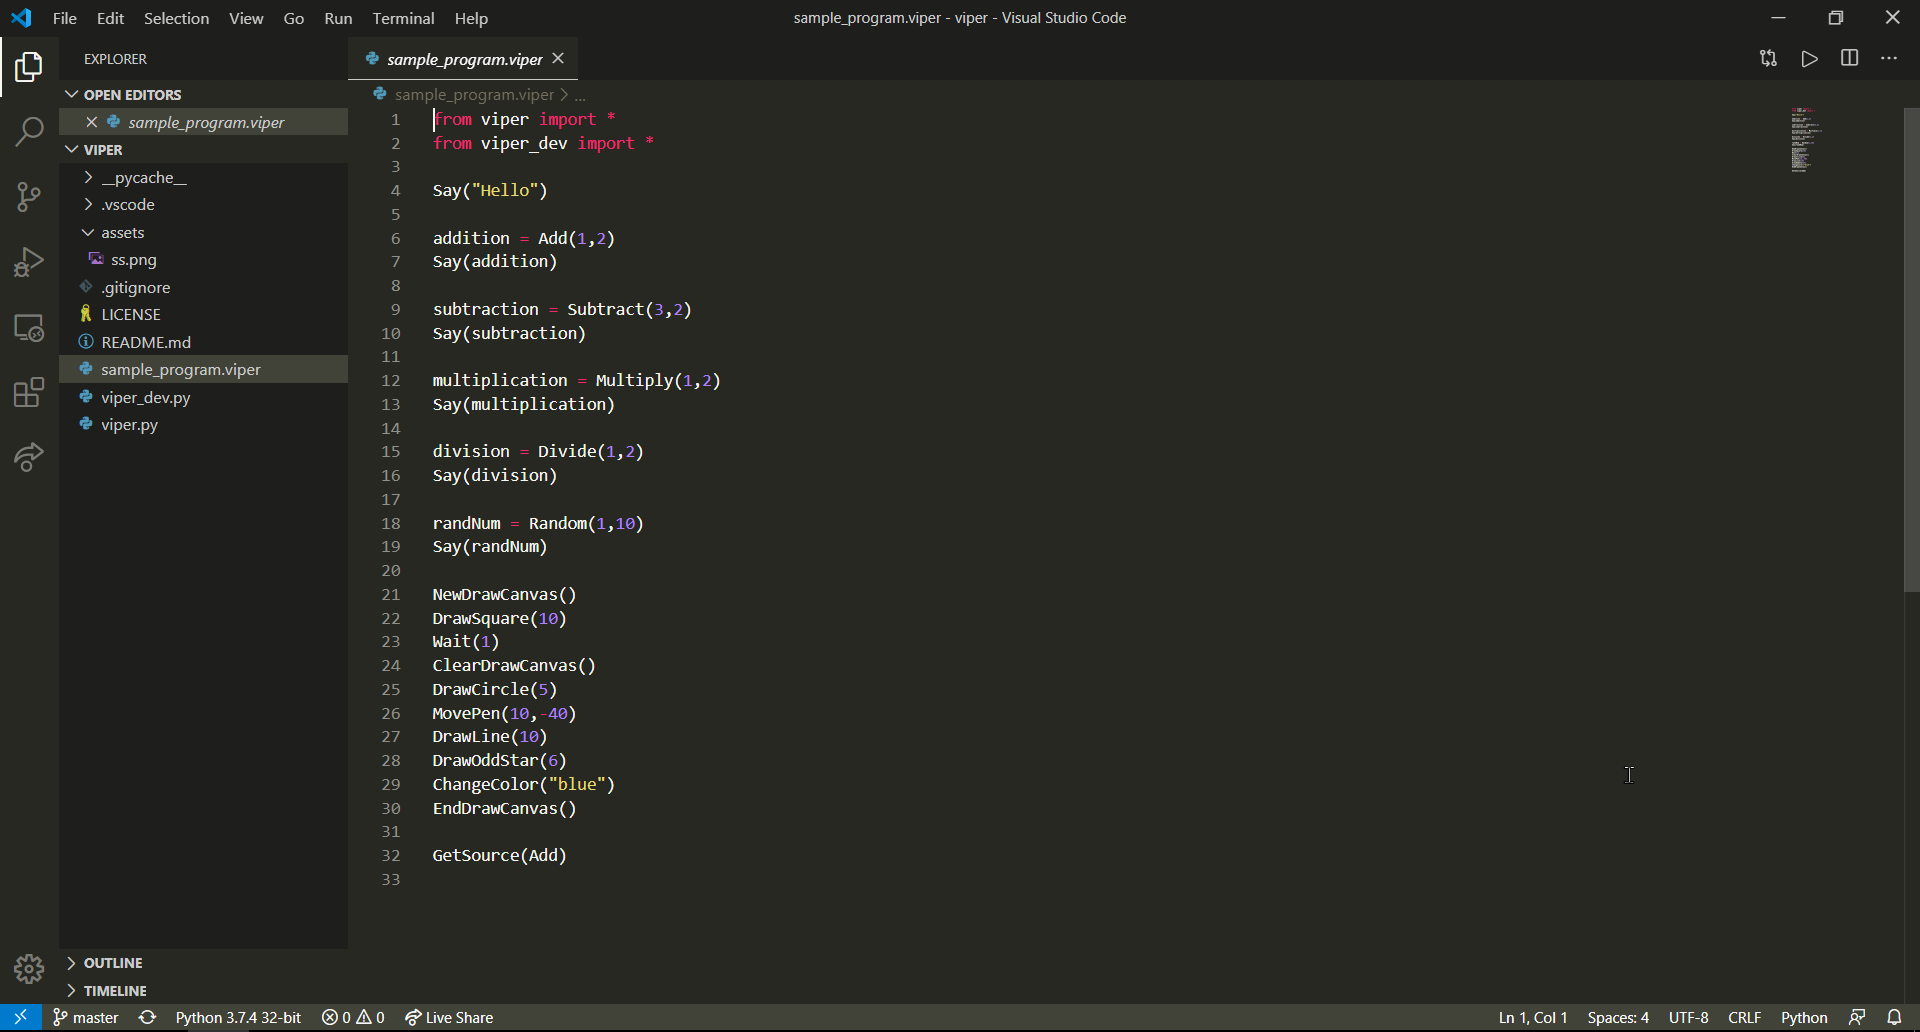 File Edit Selection View Go Run Terminal Help
sample_program.viper - viper - Visual Studio Code
EXPLORER
OPEN EDITORS
sample_program.viper
VIPER
__pycache__
.vscode
assets
ss.png
.gitignore
LICENSE
README.md
sample_program.viper
viper_dev.py
viper.py
OUTLINE
TIMELINE
sample_program.viper
sample_program.viper > ...
1 from viper import *
2 from viper_dev import *
3
4 Say("Hello")
5
6 addition = Add(1,2)
7 Say(addition)
8
9 subtraction = Subtract(3,2)
10 Say(subtraction)
11
12 multiplication = Multiply(1,2)
13 Say(multiplication)
14
15 division = Divide(1,2)
16 Say(division)
17
18 randNum = Random(1,10)
19 Say(randNum)
20
21 NewDrawCanvas()
22 DrawSquare(10)
23 Wait(1)
24 ClearDrawCanvas()
25 DrawCircle(5)
26 MovePen(10,-40)
27 DrawLine(10)
28 DrawOddStar(6)
29 ChangeColor("blue")
30 EndDrawCanvas()
31
32 GetSource(Add)
33
master Python 3.7.4 32-bit 0 0 Live Share Ln 1, Col 1 Spaces: 4 UTF-8 CRLF Python